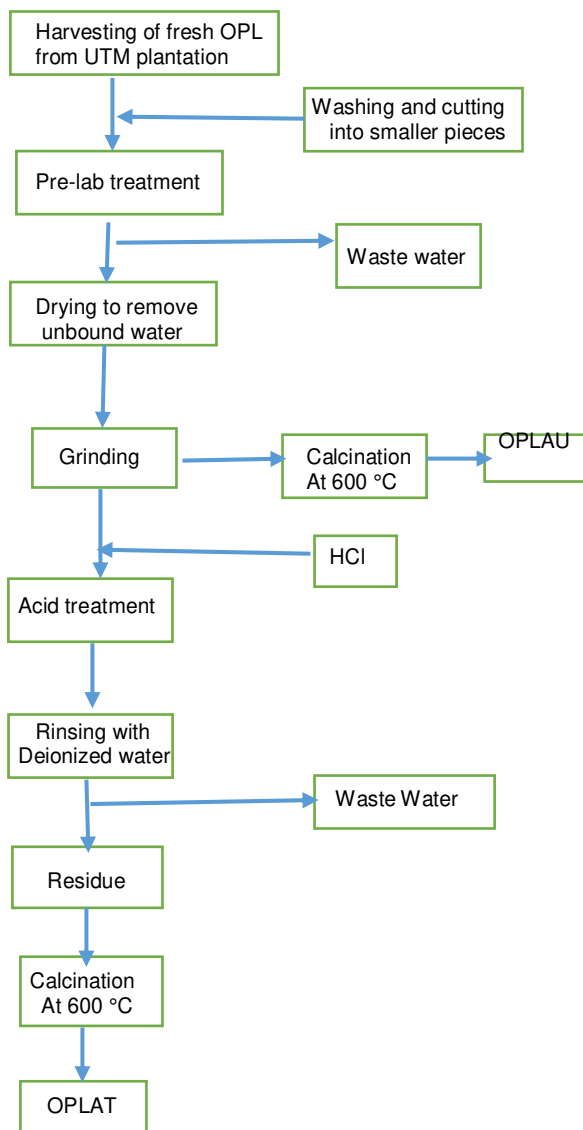 Harvesting of fresh OPL
from UTM plantation
Washing and cutting
into smaller pieces
Pre-lab treatment
Waste water
Drying to remove
unbound water
Grinding
Calcination
At 600 °C
OPLAU
HCl
Acid treatment
Rinsing with
Deionized water
Waste Water
Residue
Calcination
At 600 °C
OPLAT